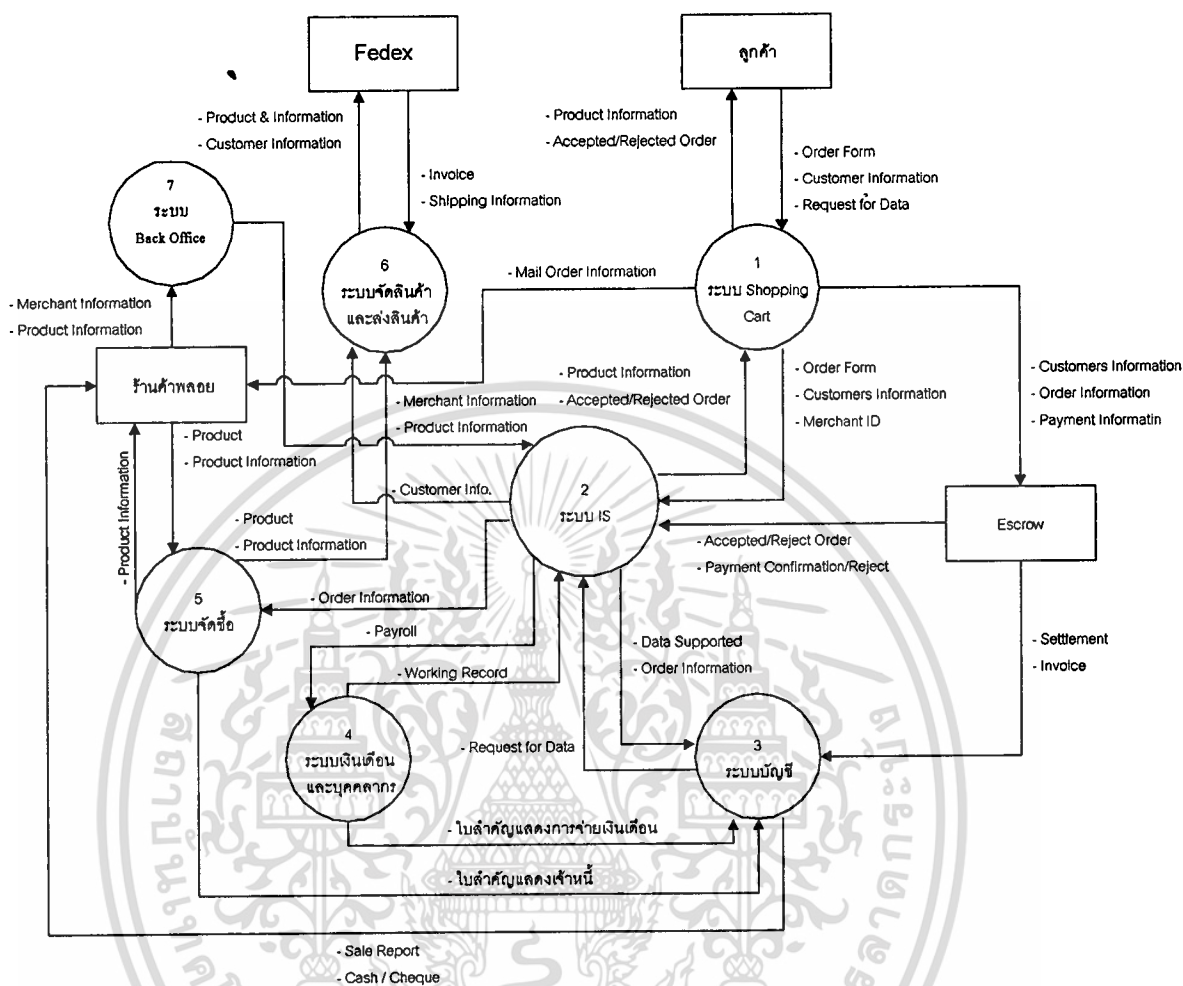 Fedex
ลูกค้า
- Product & Information
- Customer Information
- Product Information
- Accepted/Rejected Order
- Invoice
- Shipping Information
- Order Form
- Customer Information
- Request for Data
7
ระบบ
Back Office
6
ระบบจัดสินค้า
และส่งสินค้า
- Mail Order Information
1
ระบบ Shopping
Cart
- Merchant Information
- Product Information
ร้านค้าพลอย
- Product Information
- Accepted/Rejected Order
- Order Form
- Customers Information
- Merchant ID
- Customers Information
- Order Information
- Payment Informatin
- Merchant Information
- Product Information
- Product
- Product Information
- Product Information
2
ระบบ IS
- Customer Info.
Escrow
- Product
- Product Information
- Accepted/Reject Order
- Payment Confirmation/Reject
5
ระบบจัดซื้อ
- Order Information
- Payroll
- Working Record
- Data Supported
- Order Information
- Settlement
- Invoice
4
ระบบเงินเดือน
และบุคคลากร
- Request for Data
3
ระบบบัญชี
- ใบสำคัญแสดงการจ่ายเงินเดือน
- ใบสำคัญแสดงเจ้าหนี้
- Sale Report
- Cash / Cheque